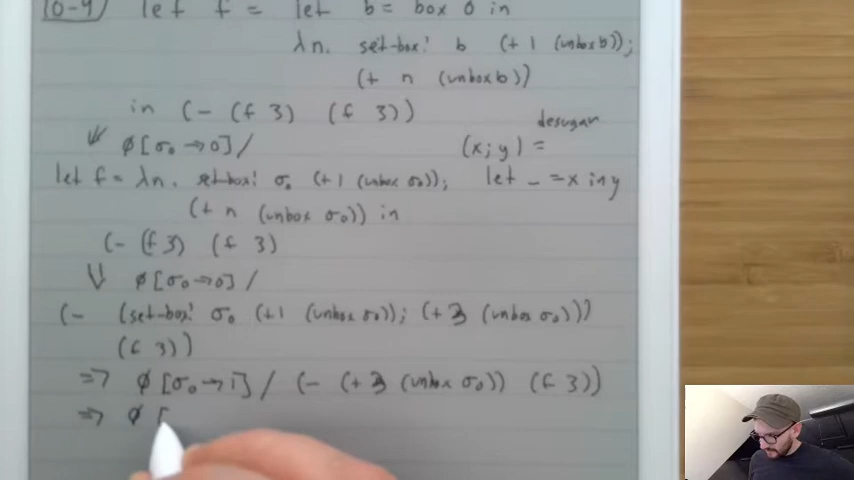 10-4) let f = let b = box 0 in
λn. set-box! b (+ 1 (unbox b));
(+ n (unbox b))
in (- (f 3) (f 3))
desugar
⇓ ∅[σ₀→0]/ (x;y) =
let f = λn. set-box! σ₀ (+ 1 (unbox σ₀)); let _ = x in y
(+ n (unbox σ₀)) in
(- (f 3) (f 3)
⇓ ∅[σ₀→0]/
(- (set-box! σ₀ (+1 (unbox σ₀)); (+ 3 (unbox σ₀)))
(f 3))
=> ∅[σ₀→1]/ (- (+ 3 (unbox σ₀)) (f 3))
=> ∅ [